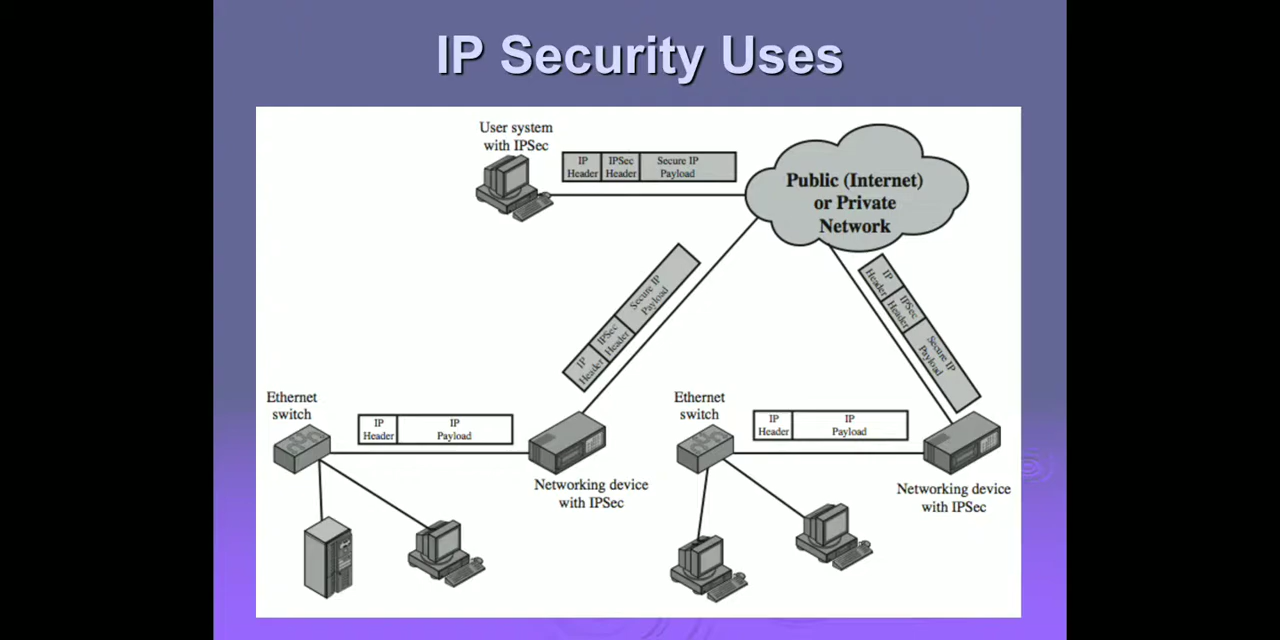 IP Security Uses
User system
with IPSec
IP
Header
IPSec
Header
Secure IP
Payload
Public (Internet)
or Private
Network
IP
Header
IPSec
Header
Secure IP
Payload
IP
Header
IPSec
Header
Secure IP
Payload
Ethernet
switch
IP
Header
IP
Payload
Networking device
with IPSec
Ethernet
switch
IP
Header
IP
Payload
Networking device
with IPSec